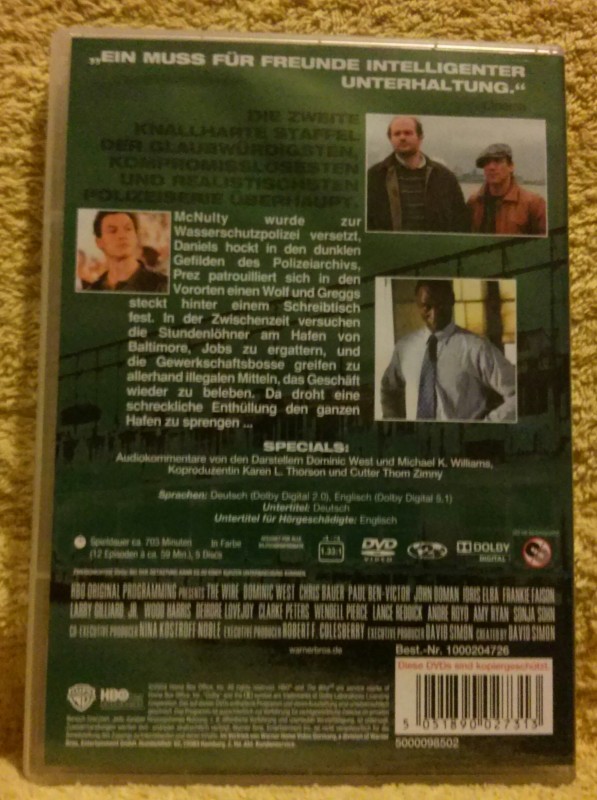 „EIN MUSS FÜR FREUNDE INTELLIGENTER
UNTERHALTUNG.“
DIE ZWEITE
KNALLHARTE STAFFEL
DER GLAUBWÜRDIGSTEN,
KOMPROMISSLOSESTEN
UND REALISTISCHSTEN
POLIZEISERIE ÜBERHAUPT.
McNulty wurde zur
Wasserschutzpolizei versetzt,
Daniels hockt in den dunklen
Gefilden des Polizeiarchivs,
Prez patrouilliert sich in den
Vororten einen Wolf und Greggs
steckt hinter einem Schreibtisch
fest. In der Zwischenzeit versuchen
die Stundenlöhner am Hafen von
Baltimore, Jobs zu ergattern, und
die Gewerkschaftsbosse greifen zu
allerhand illegalen Mitteln, das Geschäft
wieder zu beleben. Da droht eine
schreckliche Enthüllung den ganzen
Hafen zu sprengen ...
SPECIALS:
Audiokommentare von den Darstellern Dominic West und Michael K. Williams,
Koproduzentin Karen L. Thorson und Cutter Thom Zimny
Sprachen: Deutsch (Dolby Digital 2.0), Englisch (Dolby Digital 5.1)
Untertitel: Deutsch
Untertitel für Hörgeschädigte: Englisch
Spieldauer ca. 703 Minuten in Farbe
(12 Episoden à ca. 59 Min.), 5 Discs
1.33:1
DVD
VIDEO
DOLBY
DIGITAL
HBO ORIGINAL PROGRAMMING PRESENTS THE WIRE DOMINIC WEST CHRIS BAUER PAUL BEN-VICTOR JOHN DOMAN IDRIS ELBA FRANKIE FAISON
LARRY GILLIARD, JR. WOOD HARRIS DEIRDRE LOVEJOY CLARKE PETERS WENDELL PIERCE LANCE REDDICK ANDRE ROYO AMY RYAN SONJA SOHN
CO-EXECUTIVE PRODUCER NINA KOSTROFF NOBLE EXECUTIVE PRODUCER ROBERT F. COLESBERRY EXECUTIVE PRODUCER DAVID SIMON CREATED BY DAVID SIMON
warnerbros.de
Best.-Nr. 1000204726
Diese DVDs sind kopiergeschützt.
HBO
5 051890 027313
5000098502